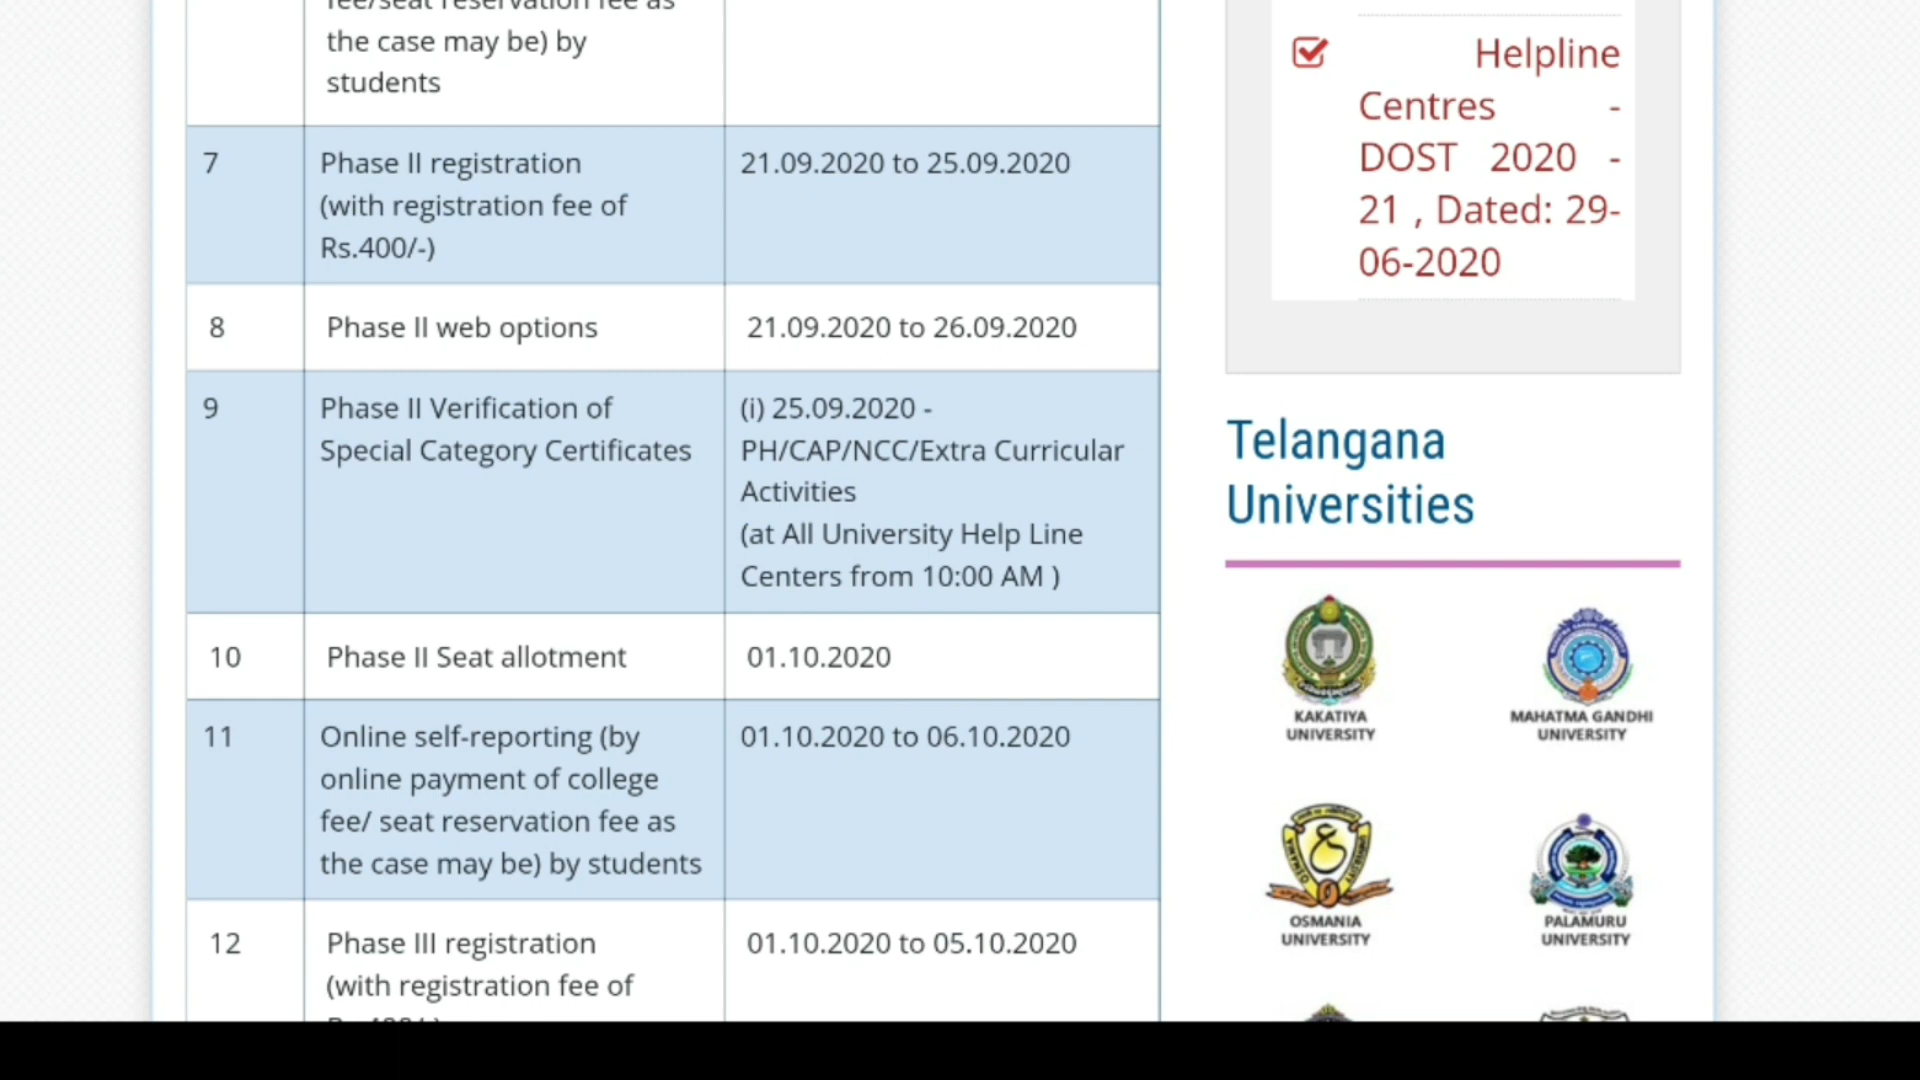 fee/seat reservation fee as
the case may be) by
students
7
Phase II registration
(with registration fee of
Rs.400/-)
21.09.2020 to 25.09.2020
8
Phase II web options
21.09.2020 to 26.09.2020
9
Phase II Verification of
Special Category Certificates
(i) 25.09.2020 -
PH/CAP/NCC/Extra Curricular
Activities
(at All University Help Line
Centers from 10:00 AM )
10
Phase II Seat allotment
01.10.2020
11
Online self-reporting (by
online payment of college
fee/ seat reservation fee as
the case may be) by students
01.10.2020 to 06.10.2020
12
Phase III registration
(with registration fee of
01.10.2020 to 05.10.2020
Helpline
Centres -
DOST 2020 -
21 , Dated: 29-
06-2020
Telangana
Universities
KAKATIYA
UNIVERSITY
MAHATMA GANDHI
UNIVERSITY
OSMANIA
UNIVERSITY
PALAMURU
UNIVERSITY